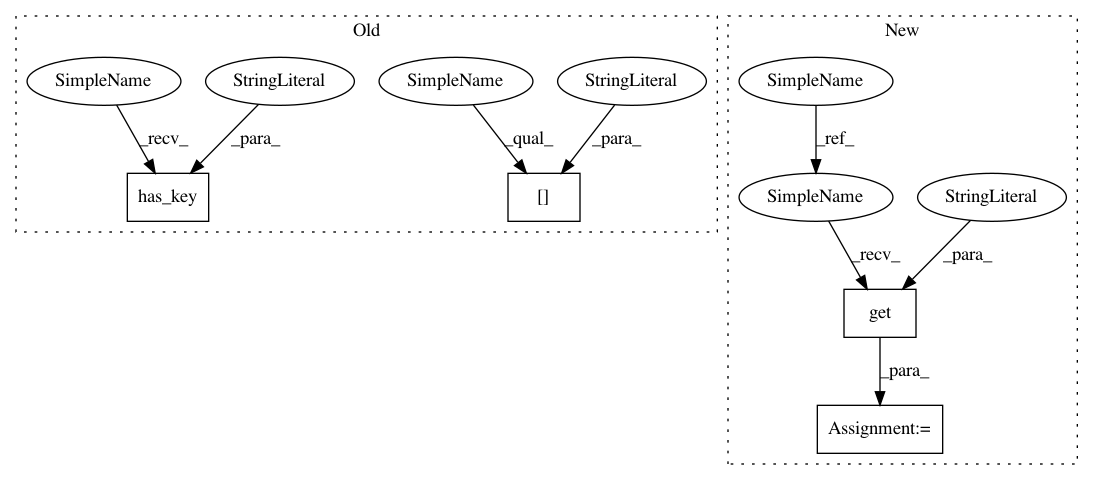 Old
New
SimpleName
StringLiteral
SimpleName
StringLiteral
SimpleName
_recv_
_para_
_qual_
_para_
_ref_
has_key
[]
SimpleName
StringLiteral
_recv_
_para_
get
_para_
Assignment:=